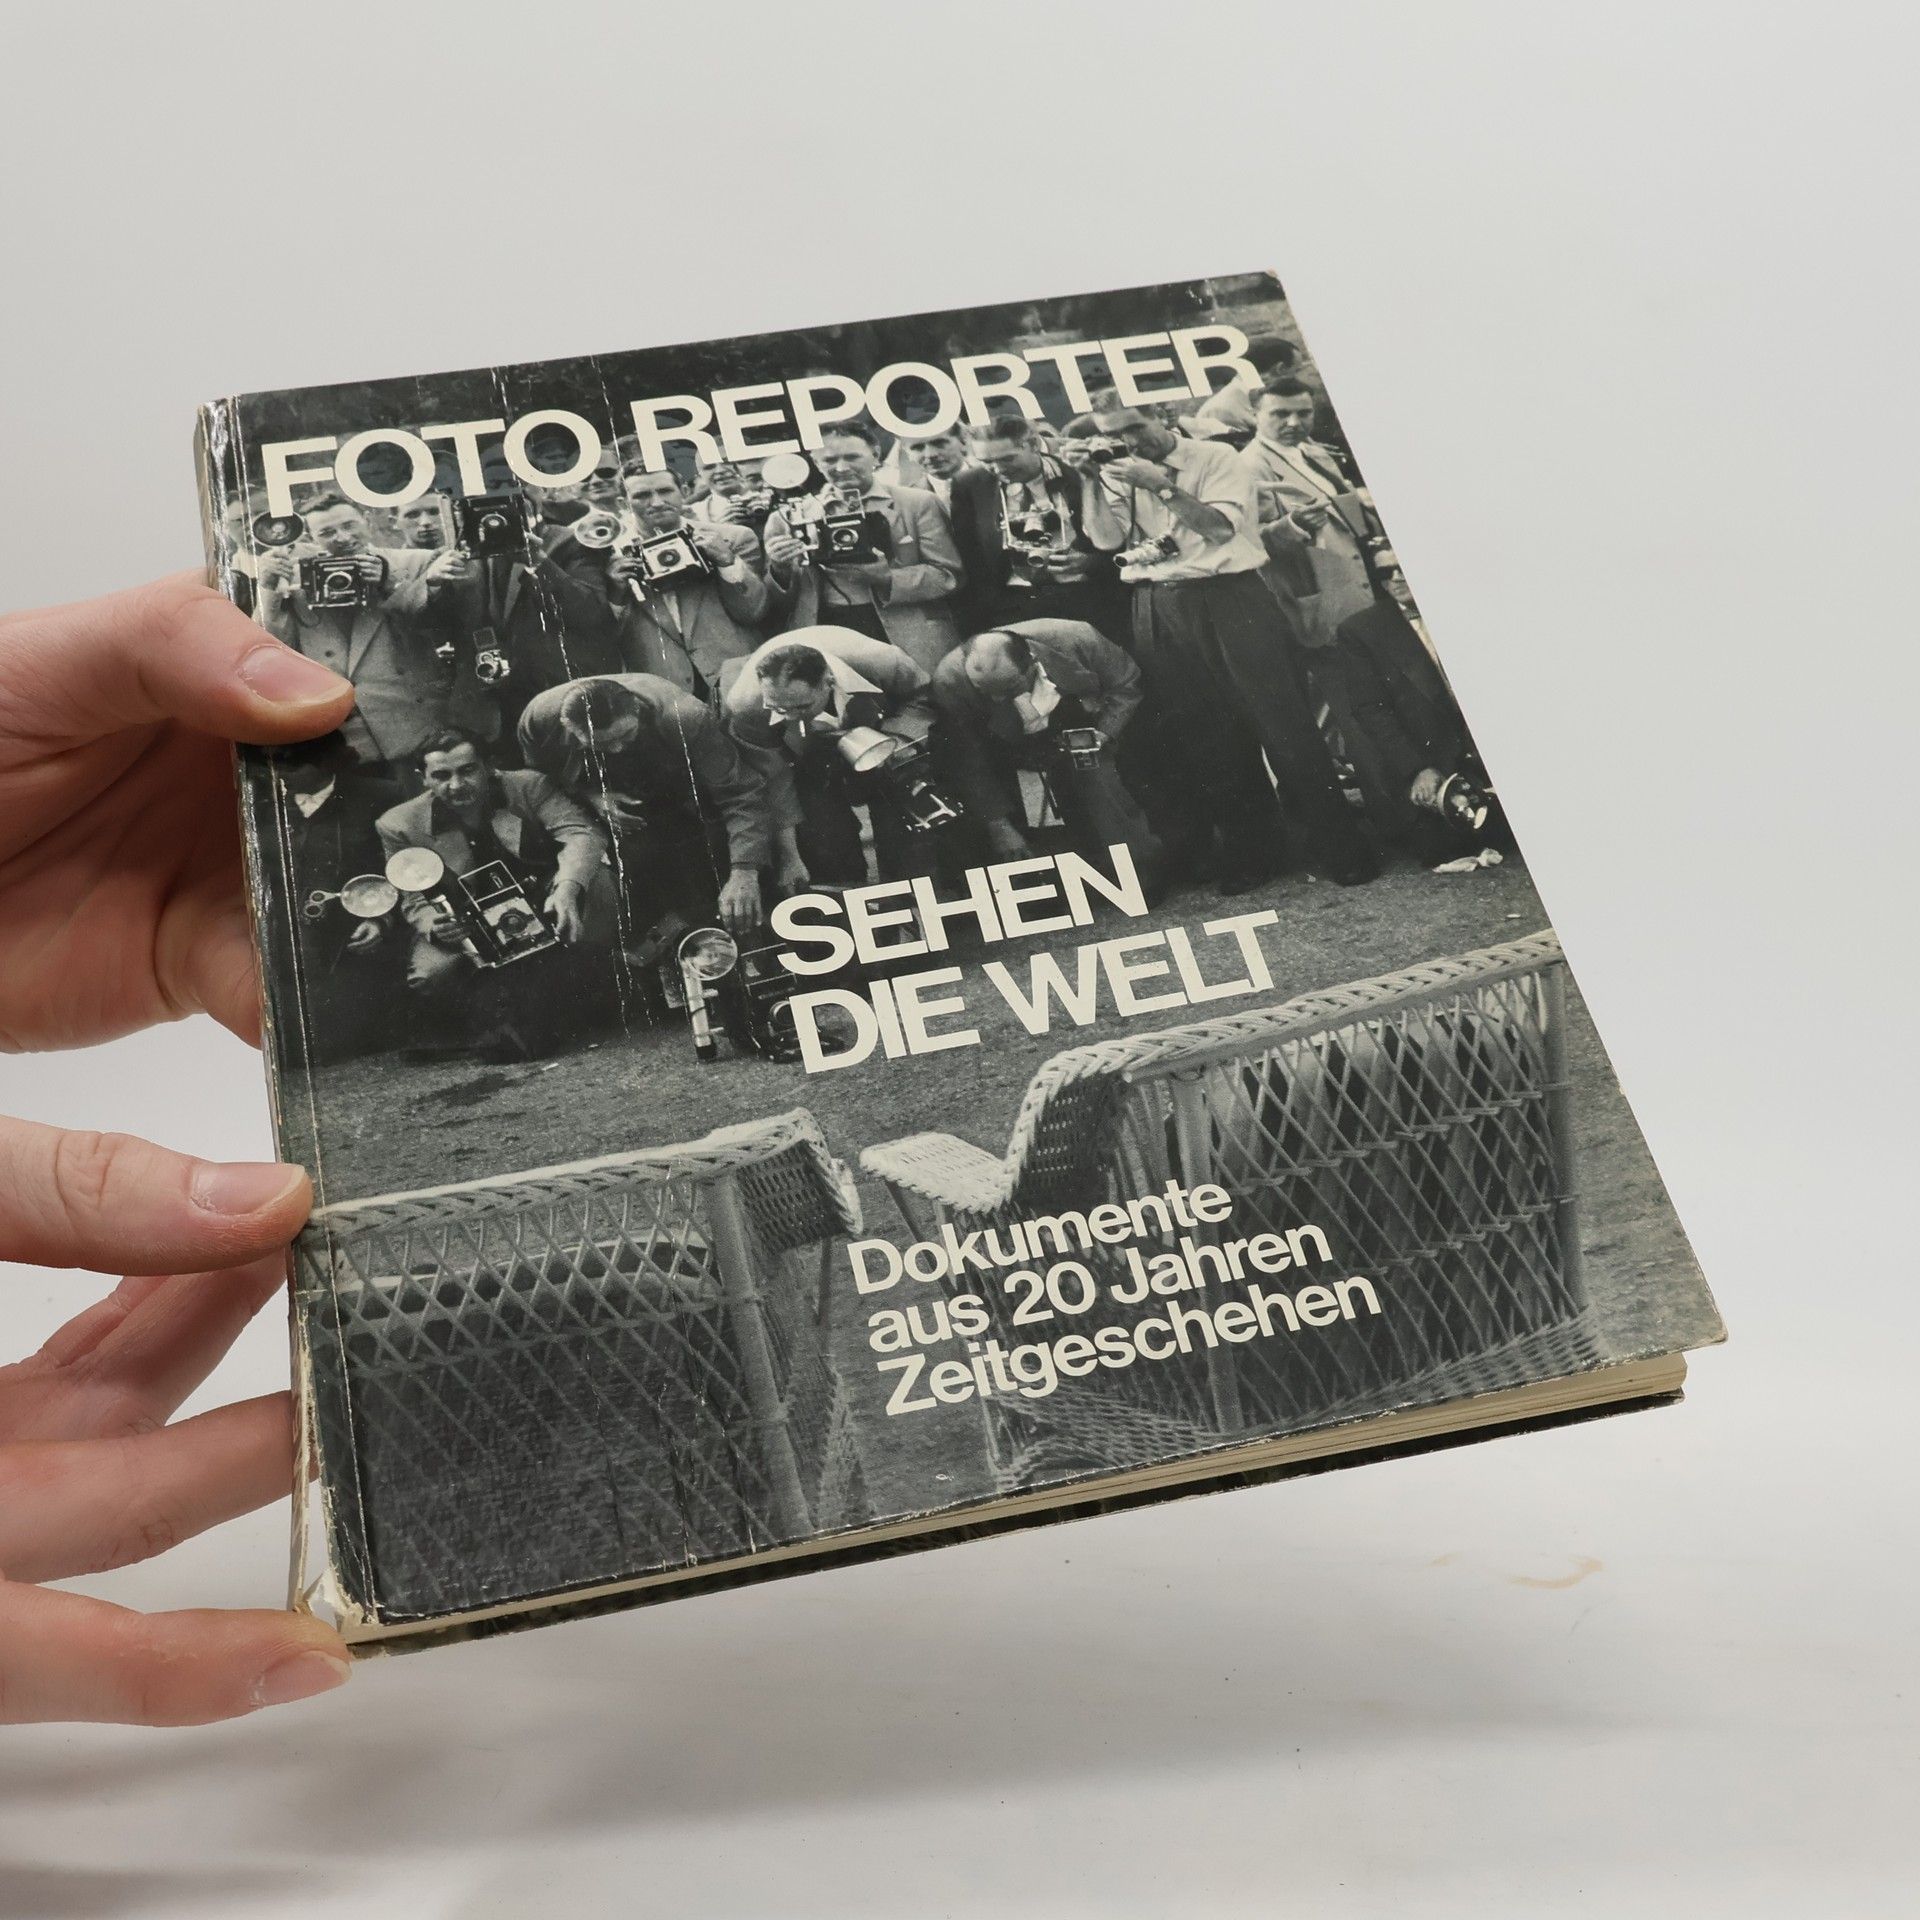 FOTO REPORTER
SEHEN
DIE WELT
Dokumente
aus 20 Jahren
Zeitgeschehen